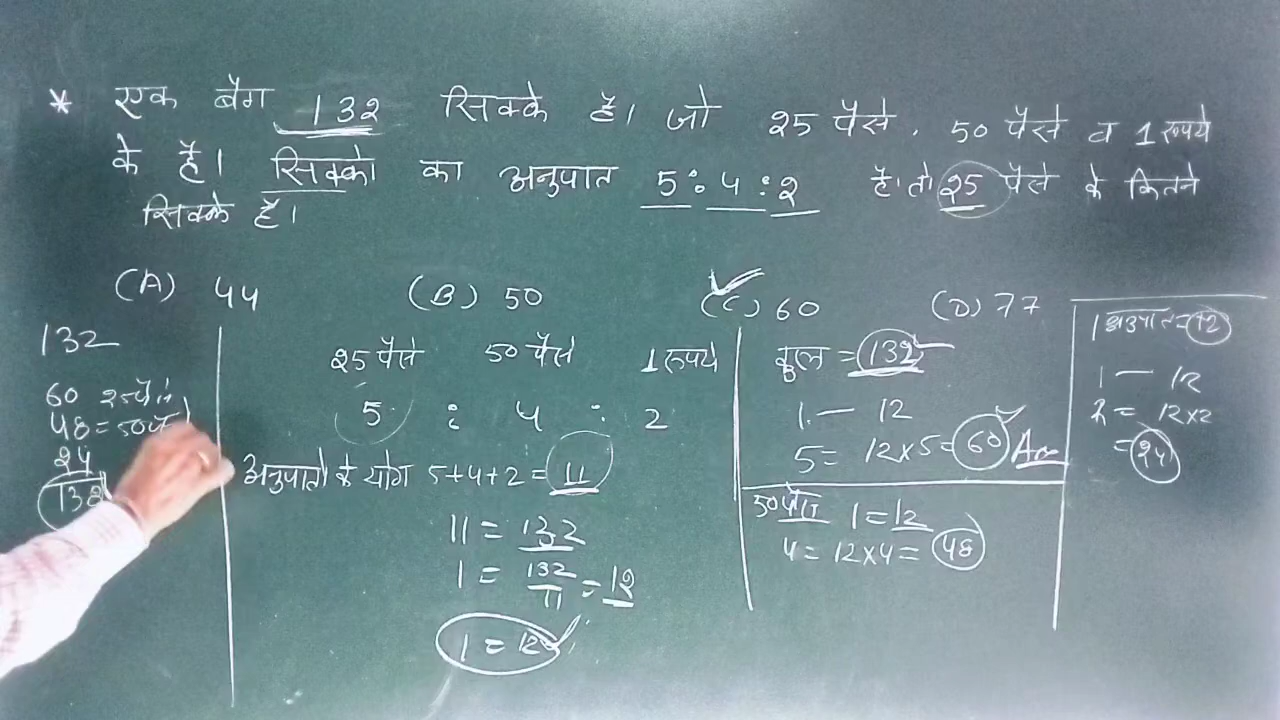 * एक बैग 132 सिक्के हैं। जो 25 पैसे, 50 पैसे व 1 रूपये
के हैं। सिक्को का अनुपात 5:4:2 है। तो 25 पैसे के कितने
सिक्के हैं।
(A) 44 (B) 50 (C) 60 (D) 77
132
60 25 पैसे
48 = 50 पै
24
132
25 पैसे 50 पैसे 1 रूपये
5 : 4 : 2
अनुपातो के योग 5+4+2 = 11
11 = 132
1 = 132/11 = 12
1 = 12
कुल = 132
1 — 12
5 = 12×5 = 60 Ans
50 पैसे 1 = 12
4 = 12×4 = 48
1 अनुपात = 12
1 — 12
2 = 12×2
= 24